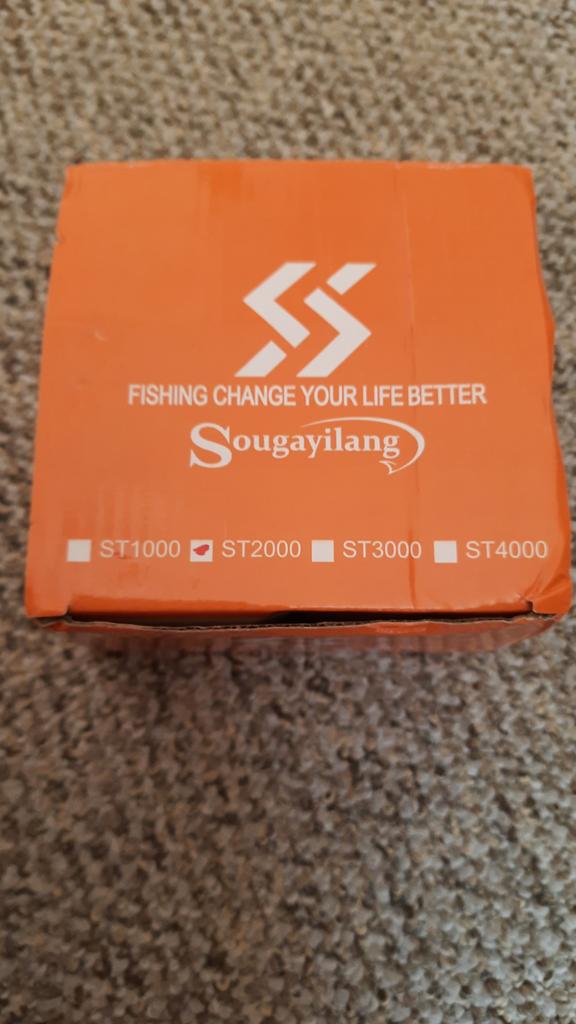 FISHING CHANGE YOUR LIFE BETTER
Sougayilang
ST1000 ST2000 ST3000 ST4000